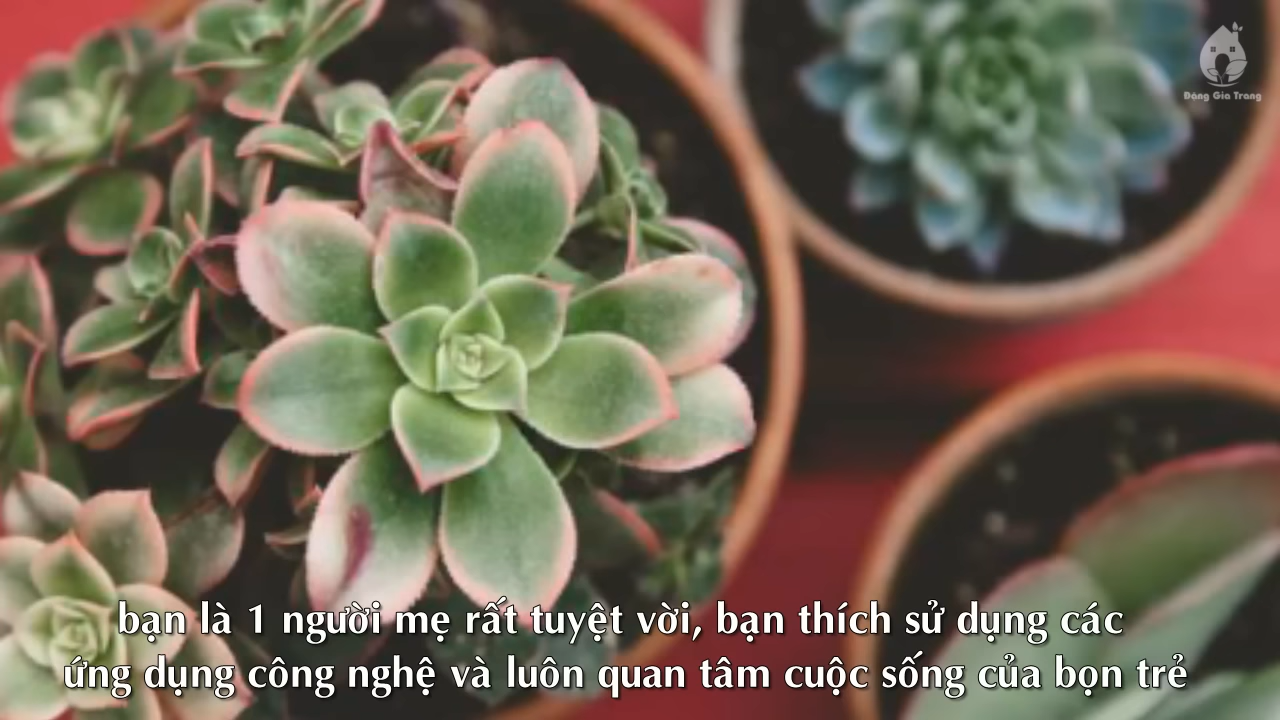 Đặng Gia Trang
bạn là 1 người mẹ rất tuyệt vời, bạn thích sử dụng các
ứng dụng công nghệ và luôn quan tâm cuộc sống của bọn trẻ